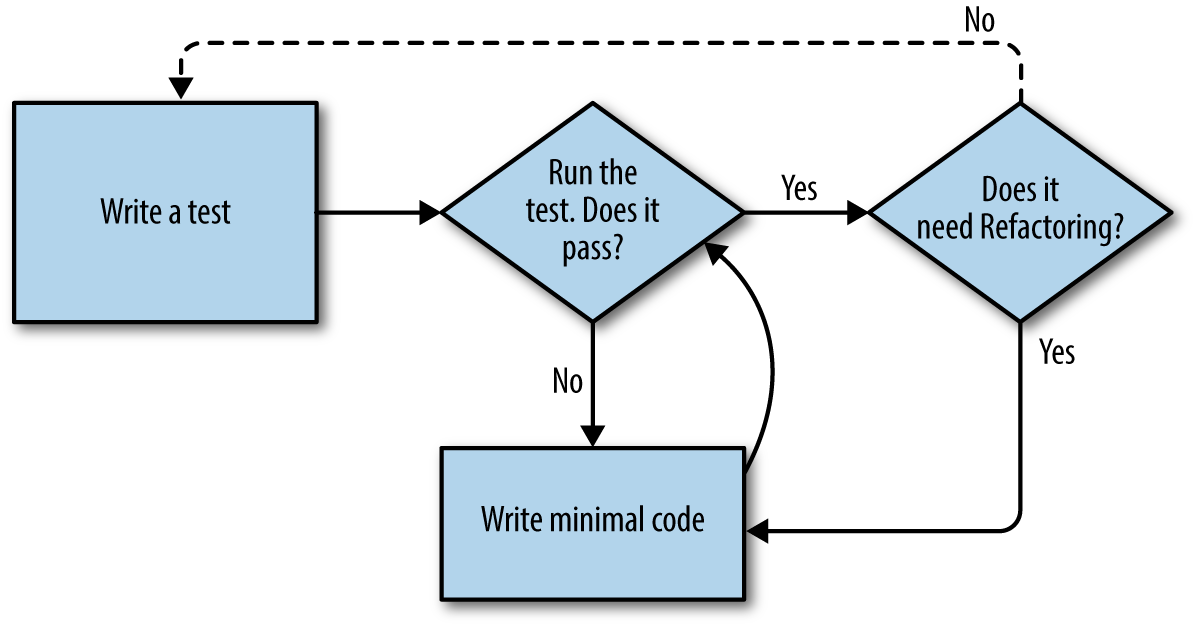 No
Write a test
Run the
test. Does it
pass?
Yes
Does it
need Refactoring?
No
Yes
Write minimal code